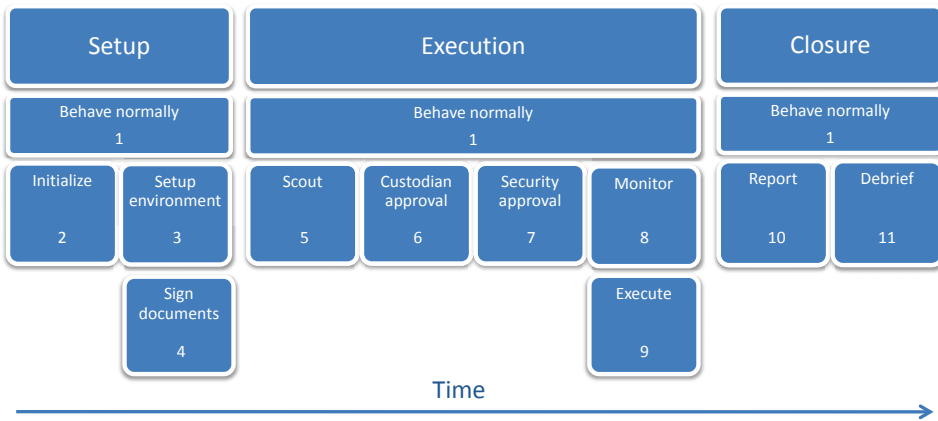 Setup
Execution
Closure
Behave normally
1
Behave normally
1
Behave normally
1
Initialize
2
Setup
environment
3
Scout
5
Custodian
approval
6
Security
approval
7
Monitor
8
Report
10
Debrief
11
Sign
documents
4
Execute
9
Time